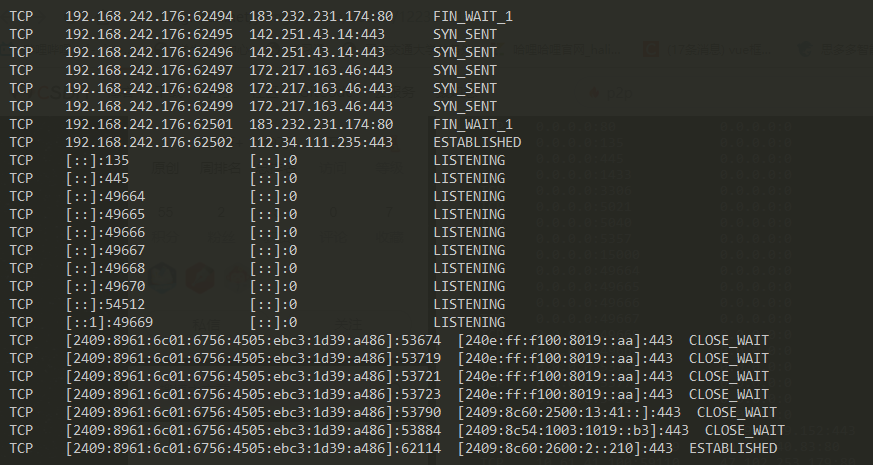 TCP 192.168.242.176:62494 183.232.231.174:80 FIN_WAIT_1
TCP 192.168.242.176:62495 142.251.43.14:443 SYN_SENT
TCP 192.168.242.176:62496 142.251.43.14:443 SYN_SENT
TCP 192.168.242.176:62497 172.217.163.46:443 SYN_SENT
TCP 192.168.242.176:62498 172.217.163.46:443 SYN_SENT
TCP 192.168.242.176:62499 172.217.163.46:443 SYN_SENT
TCP 192.168.242.176:62501 183.232.231.174:80 FIN_WAIT_1
TCP 192.168.242.176:62502 112.34.111.235:443 ESTABLISHED
TCP [::]:135 [::]:0 LISTENING
TCP [::]:445 [::]:0 LISTENING
TCP [::]:49664 [::]:0 LISTENING
TCP [::]:49665 [::]:0 LISTENING
TCP [::]:49666 [::]:0 LISTENING
TCP [::]:49667 [::]:0 LISTENING
TCP [::]:49668 [::]:0 LISTENING
TCP [::]:49670 [::]:0 LISTENING
TCP [::]:54512 [::]:0 LISTENING
TCP [::1]:49669 [::]:0 LISTENING
TCP [2409:8961:6c01:6756:4505:ebc3:1d39:a486]:53674 [240e:ff:f100:8019::aa]:443 CLOSE_WAIT
TCP [2409:8961:6c01:6756:4505:ebc3:1d39:a486]:53719 [240e:ff:f100:8019::aa]:443 CLOSE_WAIT
TCP [2409:8961:6c01:6756:4505:ebc3:1d39:a486]:53721 [240e:ff:f100:8019::aa]:443 CLOSE_WAIT
TCP [2409:8961:6c01:6756:4505:ebc3:1d39:a486]:53723 [240e:ff:f100:8019::aa]:443 CLOSE_WAIT
TCP [2409:8961:6c01:6756:4505:ebc3:1d39:a486]:53790 [2409:8c60:2500:13:41::]:443 CLOSE_WAIT
TCP [2409:8961:6c01:6756:4505:ebc3:1d39:a486]:53884 [2409:8c54:1003:1019::b3]:443 CLOSE_WAIT
TCP [2409:8961:6c01:6756:4505:ebc3:1d39:a486]:62114 [2409:8c60:2600:2::210]:443 ESTABLISHED